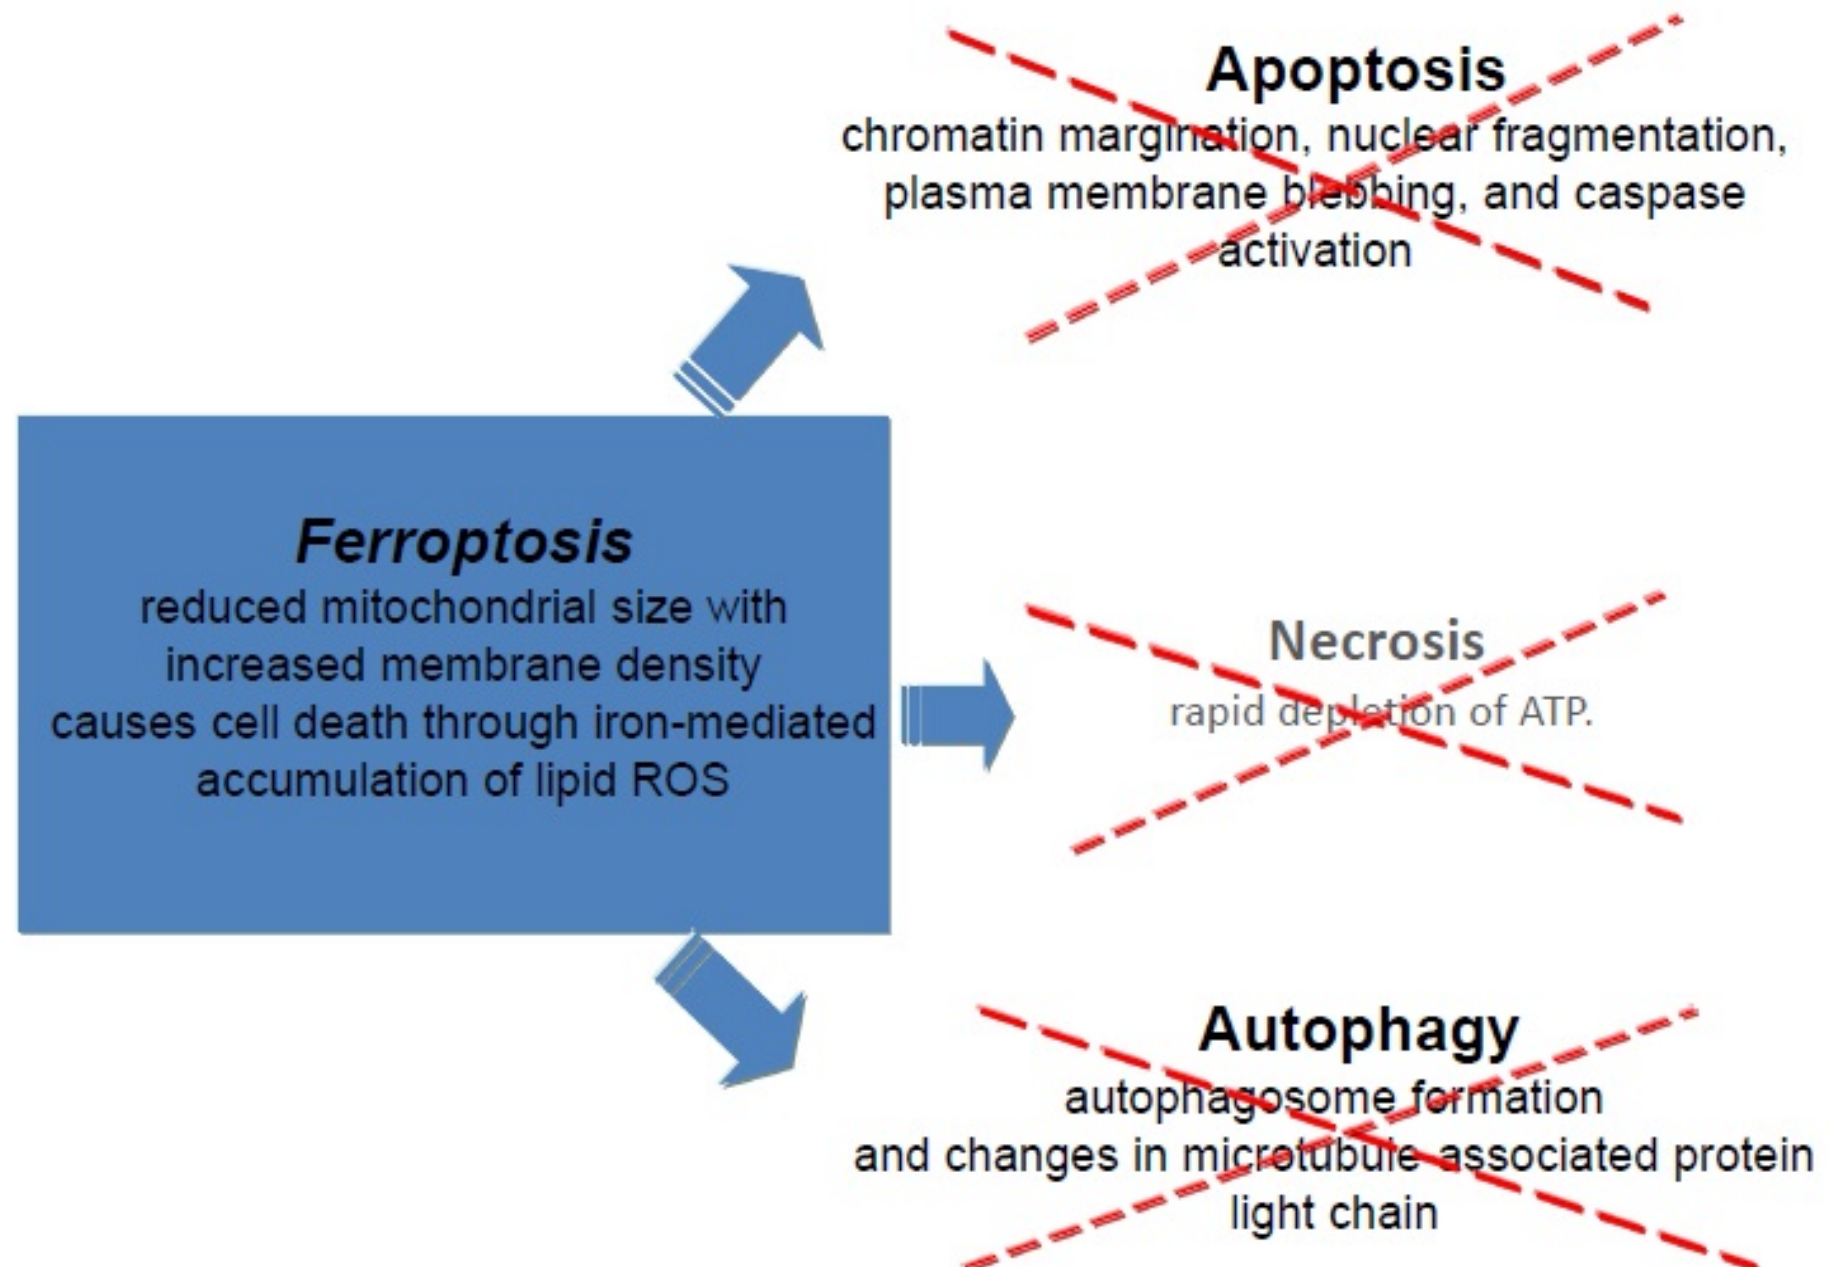 Apoptosis
chromatin margination, nuclear fragmentation,
plasma membrane blebbing, and caspase
activation
Ferroptosis
reduced mitochondrial size with
increased membrane density
causes cell death through iron-mediated
accumulation of lipid ROS
Necrosis
rapid depletion of ATP.
Autophagy
autophagosome formation
and changes in microtubule associated protein
light chain